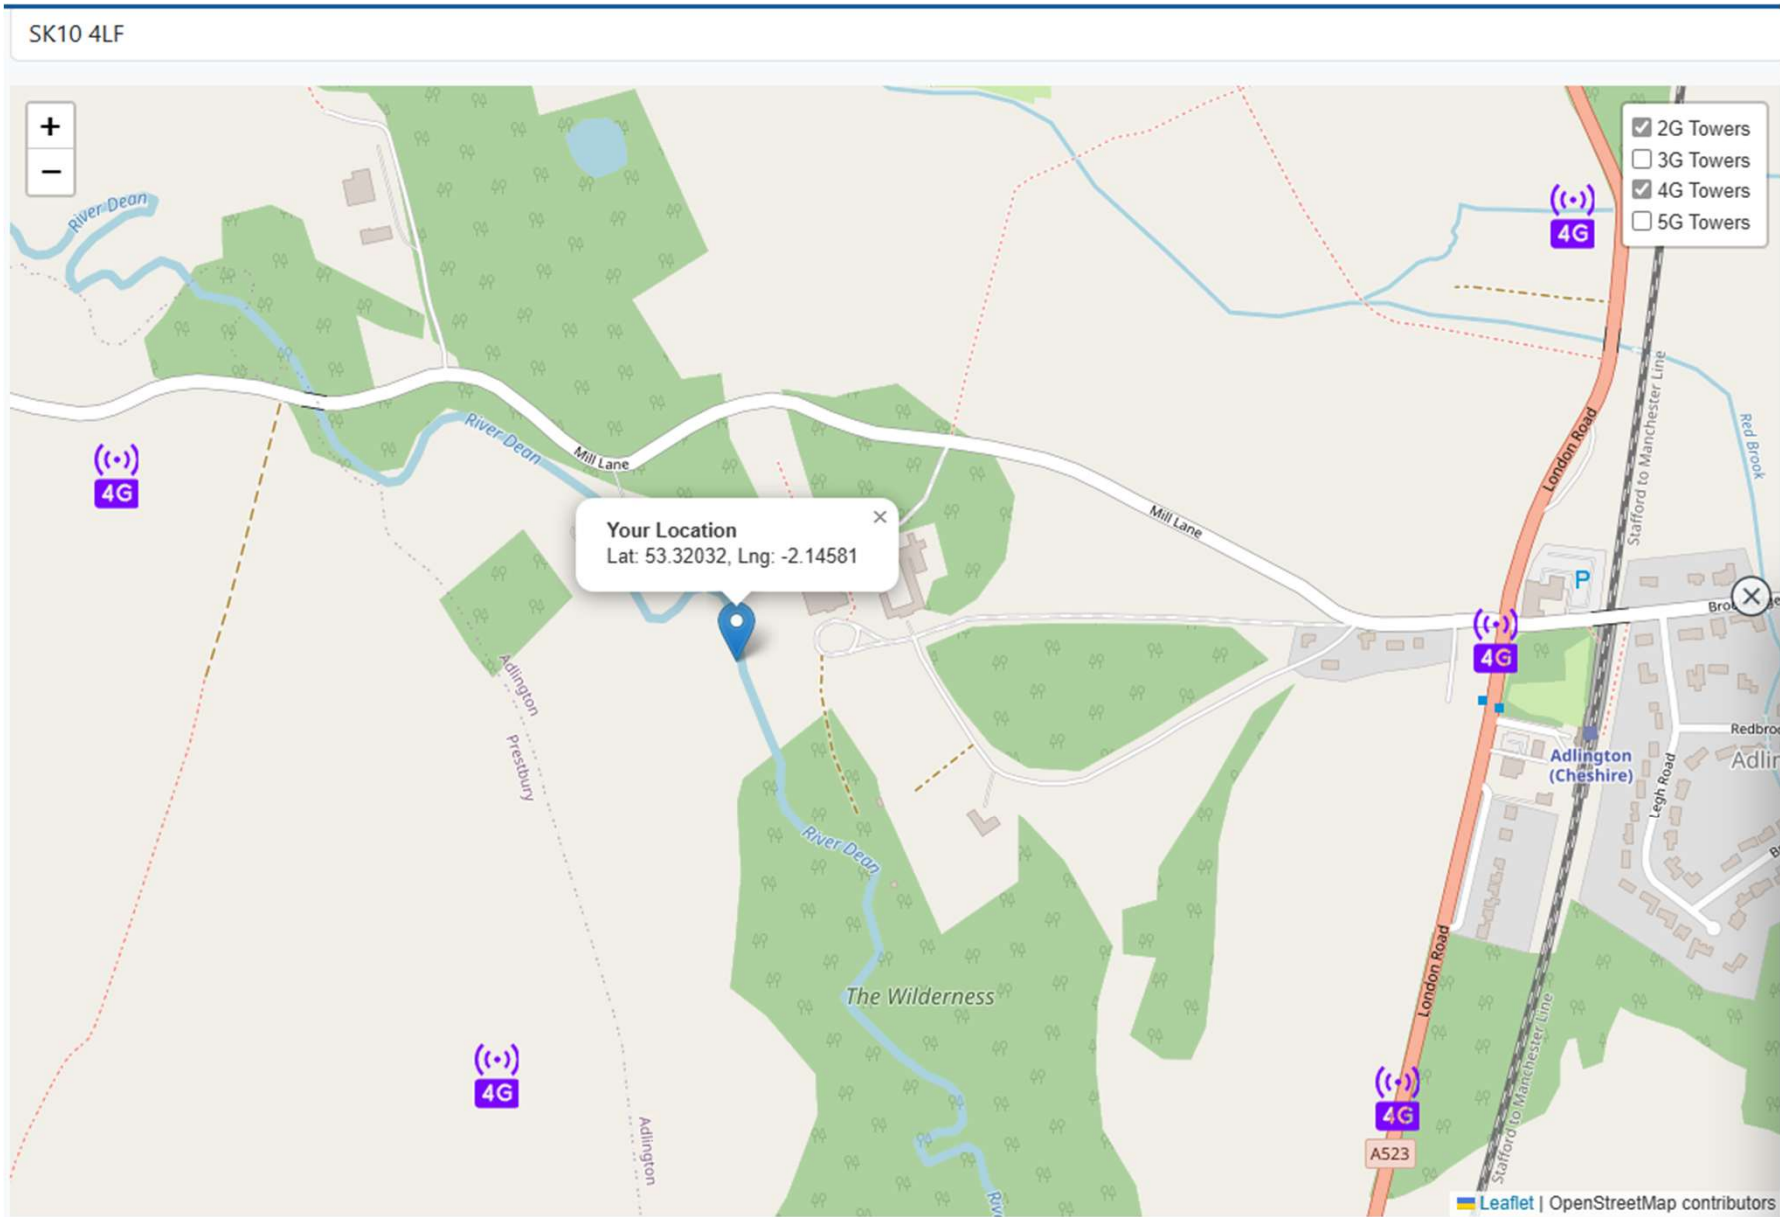 SK10 4LF
+
−
2G Towers
3G Towers
4G Towers
5G Towers
River Dean
4G
London Road
Stafford to Manchester Line
Red Brook
River Dean
Mill Lane
4G
Your Location
Lat: 53.32032, Lng: -2.14581
×
Mill Lane
P
4G
Adlington
Prestbury
Adlington
(Cheshire)
Redbro
Adlin
Legh Road
River Dean
London Road
The Wilderness
4G
Adlington
4G
A523
Stafford to Manchester Line
Rive
Leaflet | OpenStreetMap contributors